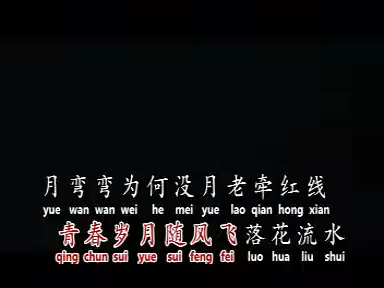 月弯弯为何没月老牵红线
yue wan wan wei he mei yue lao qian hong xian
青春岁月随风飞落花流水
qing chun sui yue sui feng fei luo hua liu shui